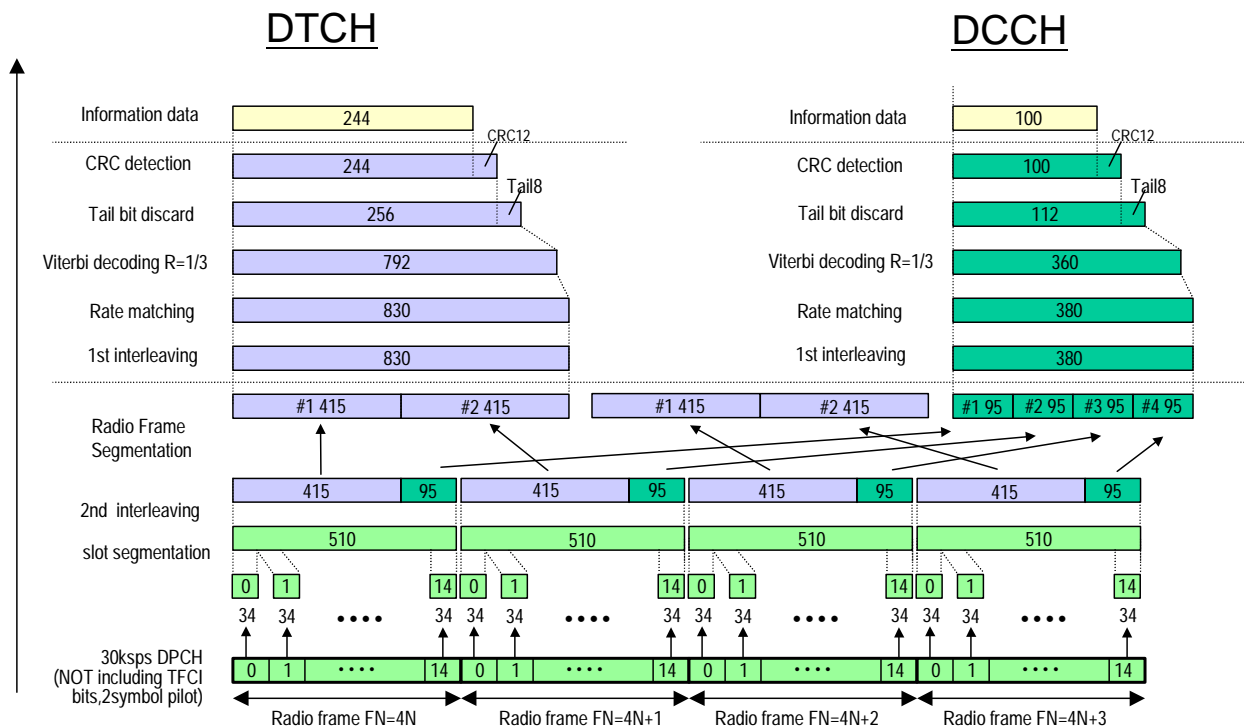 DTCH DCCH
Information data 244 Information data 100
CRC12 CRC12
CRC detection 244 CRC detection 100
Tail8 Tail8
Tail bit discard 256 Tail bit discard 112
Viterbi decoding R=1/3 792 Viterbi decoding R=1/3 360
Rate matching 830 Rate matching 380
1st interleaving 830 1st interleaving 380
#1 415 #2 415 #1 415 #2 415 #1 95 #2 95 #3 95 #4 95
Radio Frame
Segmentation
415 95 415 95 415 95 415 95
2nd interleaving
slot segmentation 510 510 510 510
0 1 14 0 1 14 0 1 14 0 1 14
34 34 •••• 34 34 34 •••• 34 34 34 •••• 34 34 34 •••• 34
30ksps DPCH
(NOT including TFCI
bits,2symbol pilot)
0 1 •••• 14 0 1 •••• 14 0 1 •••• 14 0 1 •••• 14
Radio frame FN=4N Radio frame FN=4N+1 Radio frame FN=4N+2 Radio frame FN=4N+3